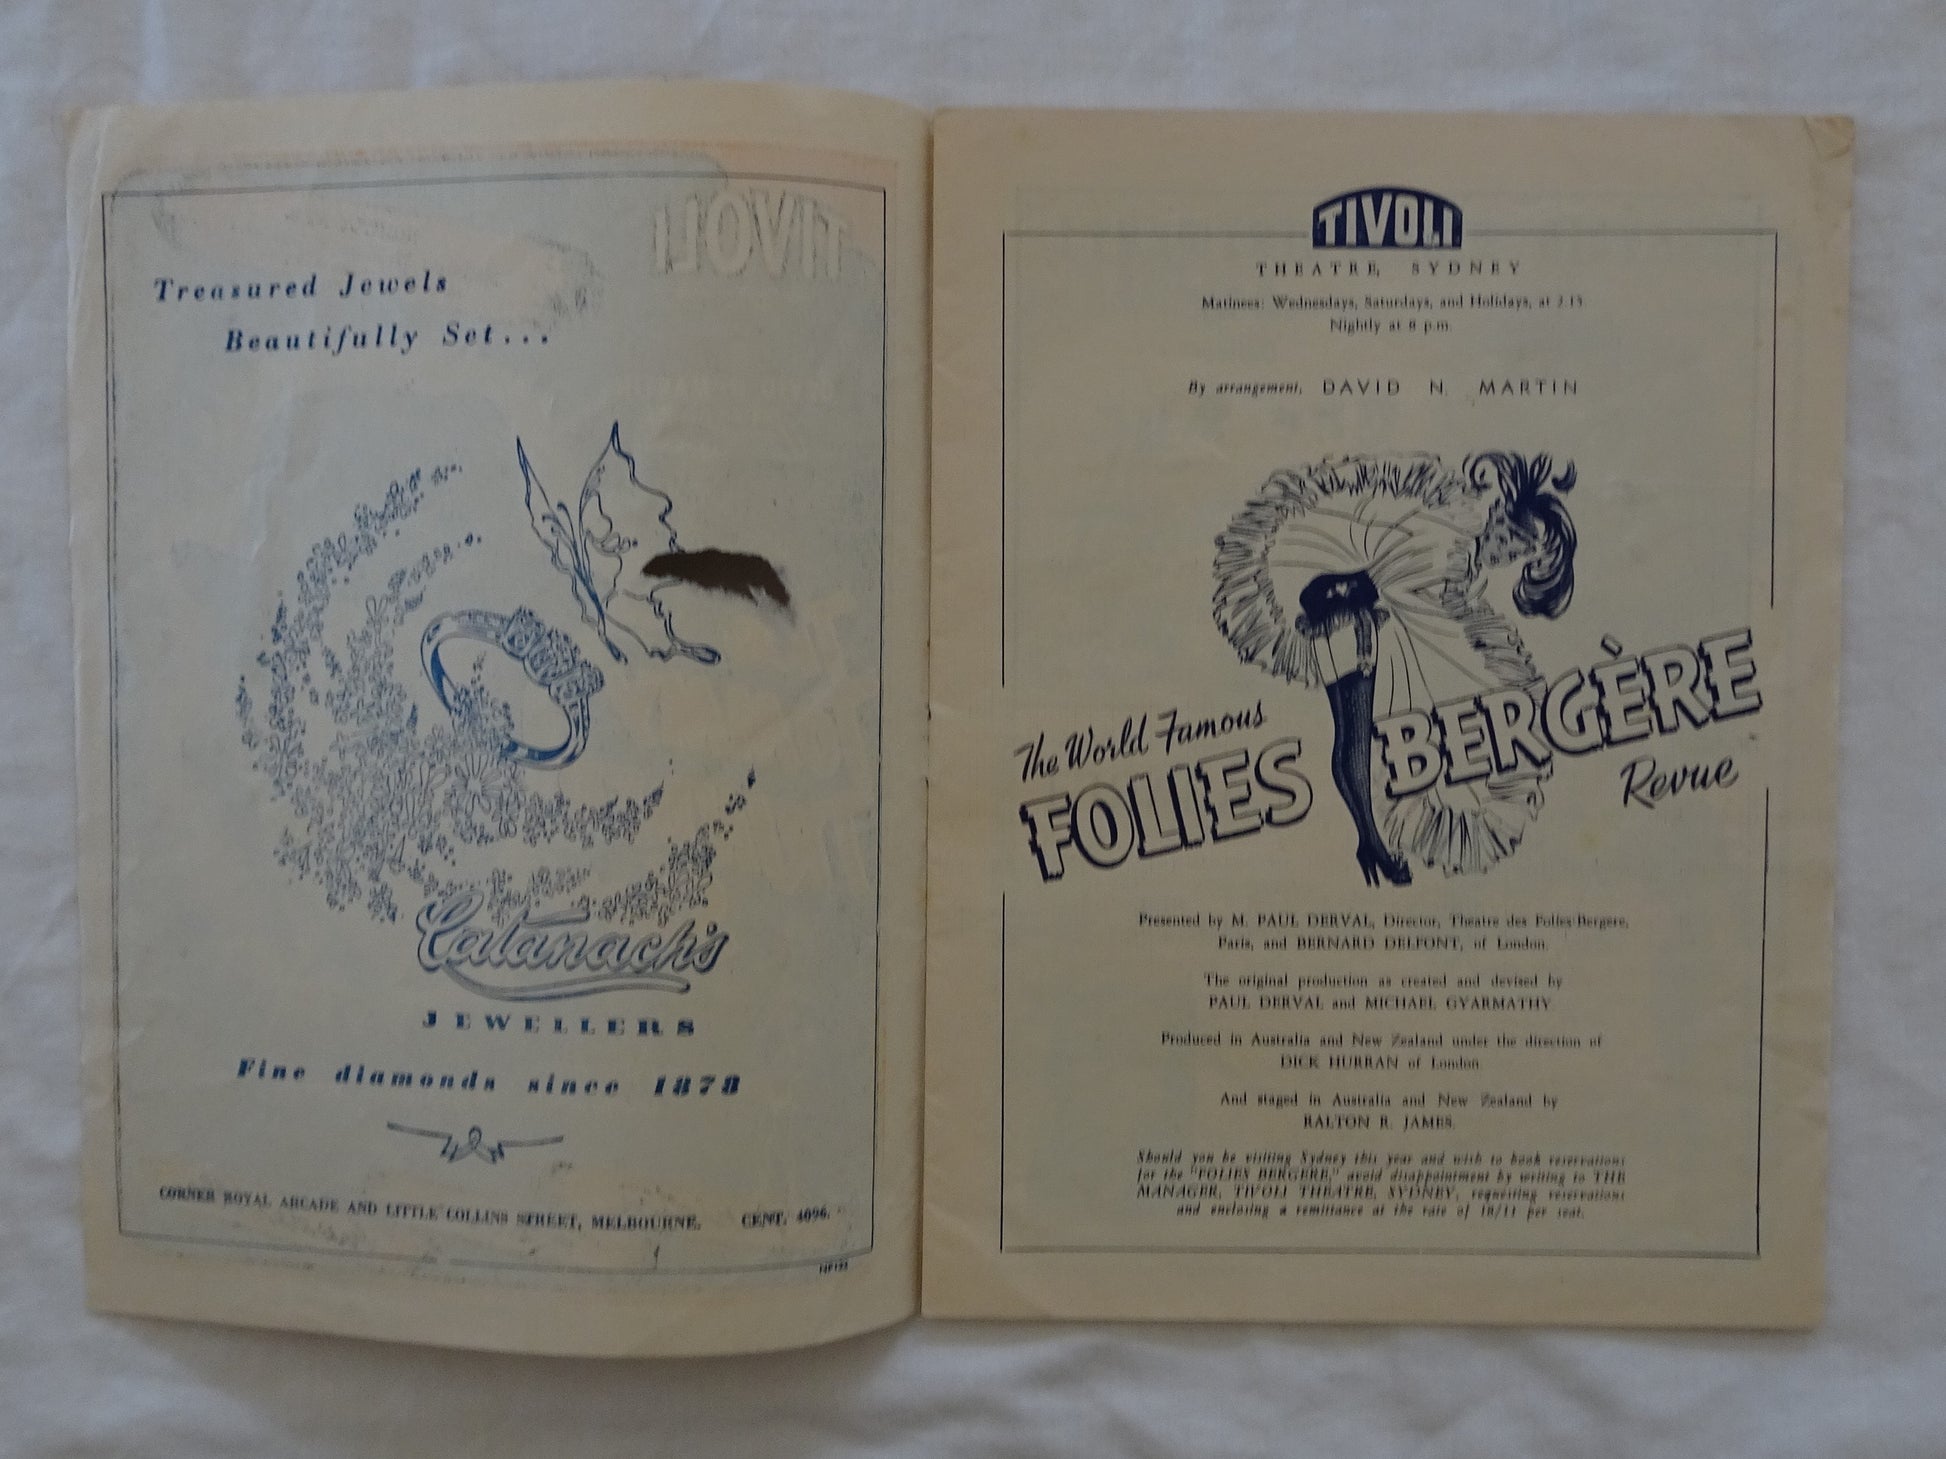 Treasured Jewels
Beautifully Set...
Catanach's
JEWELLERS
Fine diamonds since 1878
CORNER ROYAL ARCADE AND LITTLE COLLINS STREET, MELBOURNE. CENT. 4096.
TIVOLI
THEATRE, SYDNEY
Matinees: Wednesdays, Saturdays, and Holidays, at 2.15.
Nightly at 8 p.m.
By arrangement, DAVID N. MARTIN
The World Famous
FOLIES BERGÈRE
Revue
Presented by M. PAUL DERVAL, Director, Theatre des Folies-Bergere,
Paris, and BERNARD DELFONT, of London.
The original production as created and devised by
PAUL DERVAL and MICHAEL GYARMATHY
Produced in Australia and New Zealand under the direction of
DICK HURRAN of London.
And staged in Australia and New Zealand by
RALTON R. JAMES.
Should you be visiting Sydney this year and wish to book reservations
for the "FOLIES BERGERE," avoid disappointment by writing to THE
MANAGER, TIVOLI THEATRE, SYDNEY, requesting reservations
and enclosing a remittance at the rate of 18/11 per seat.